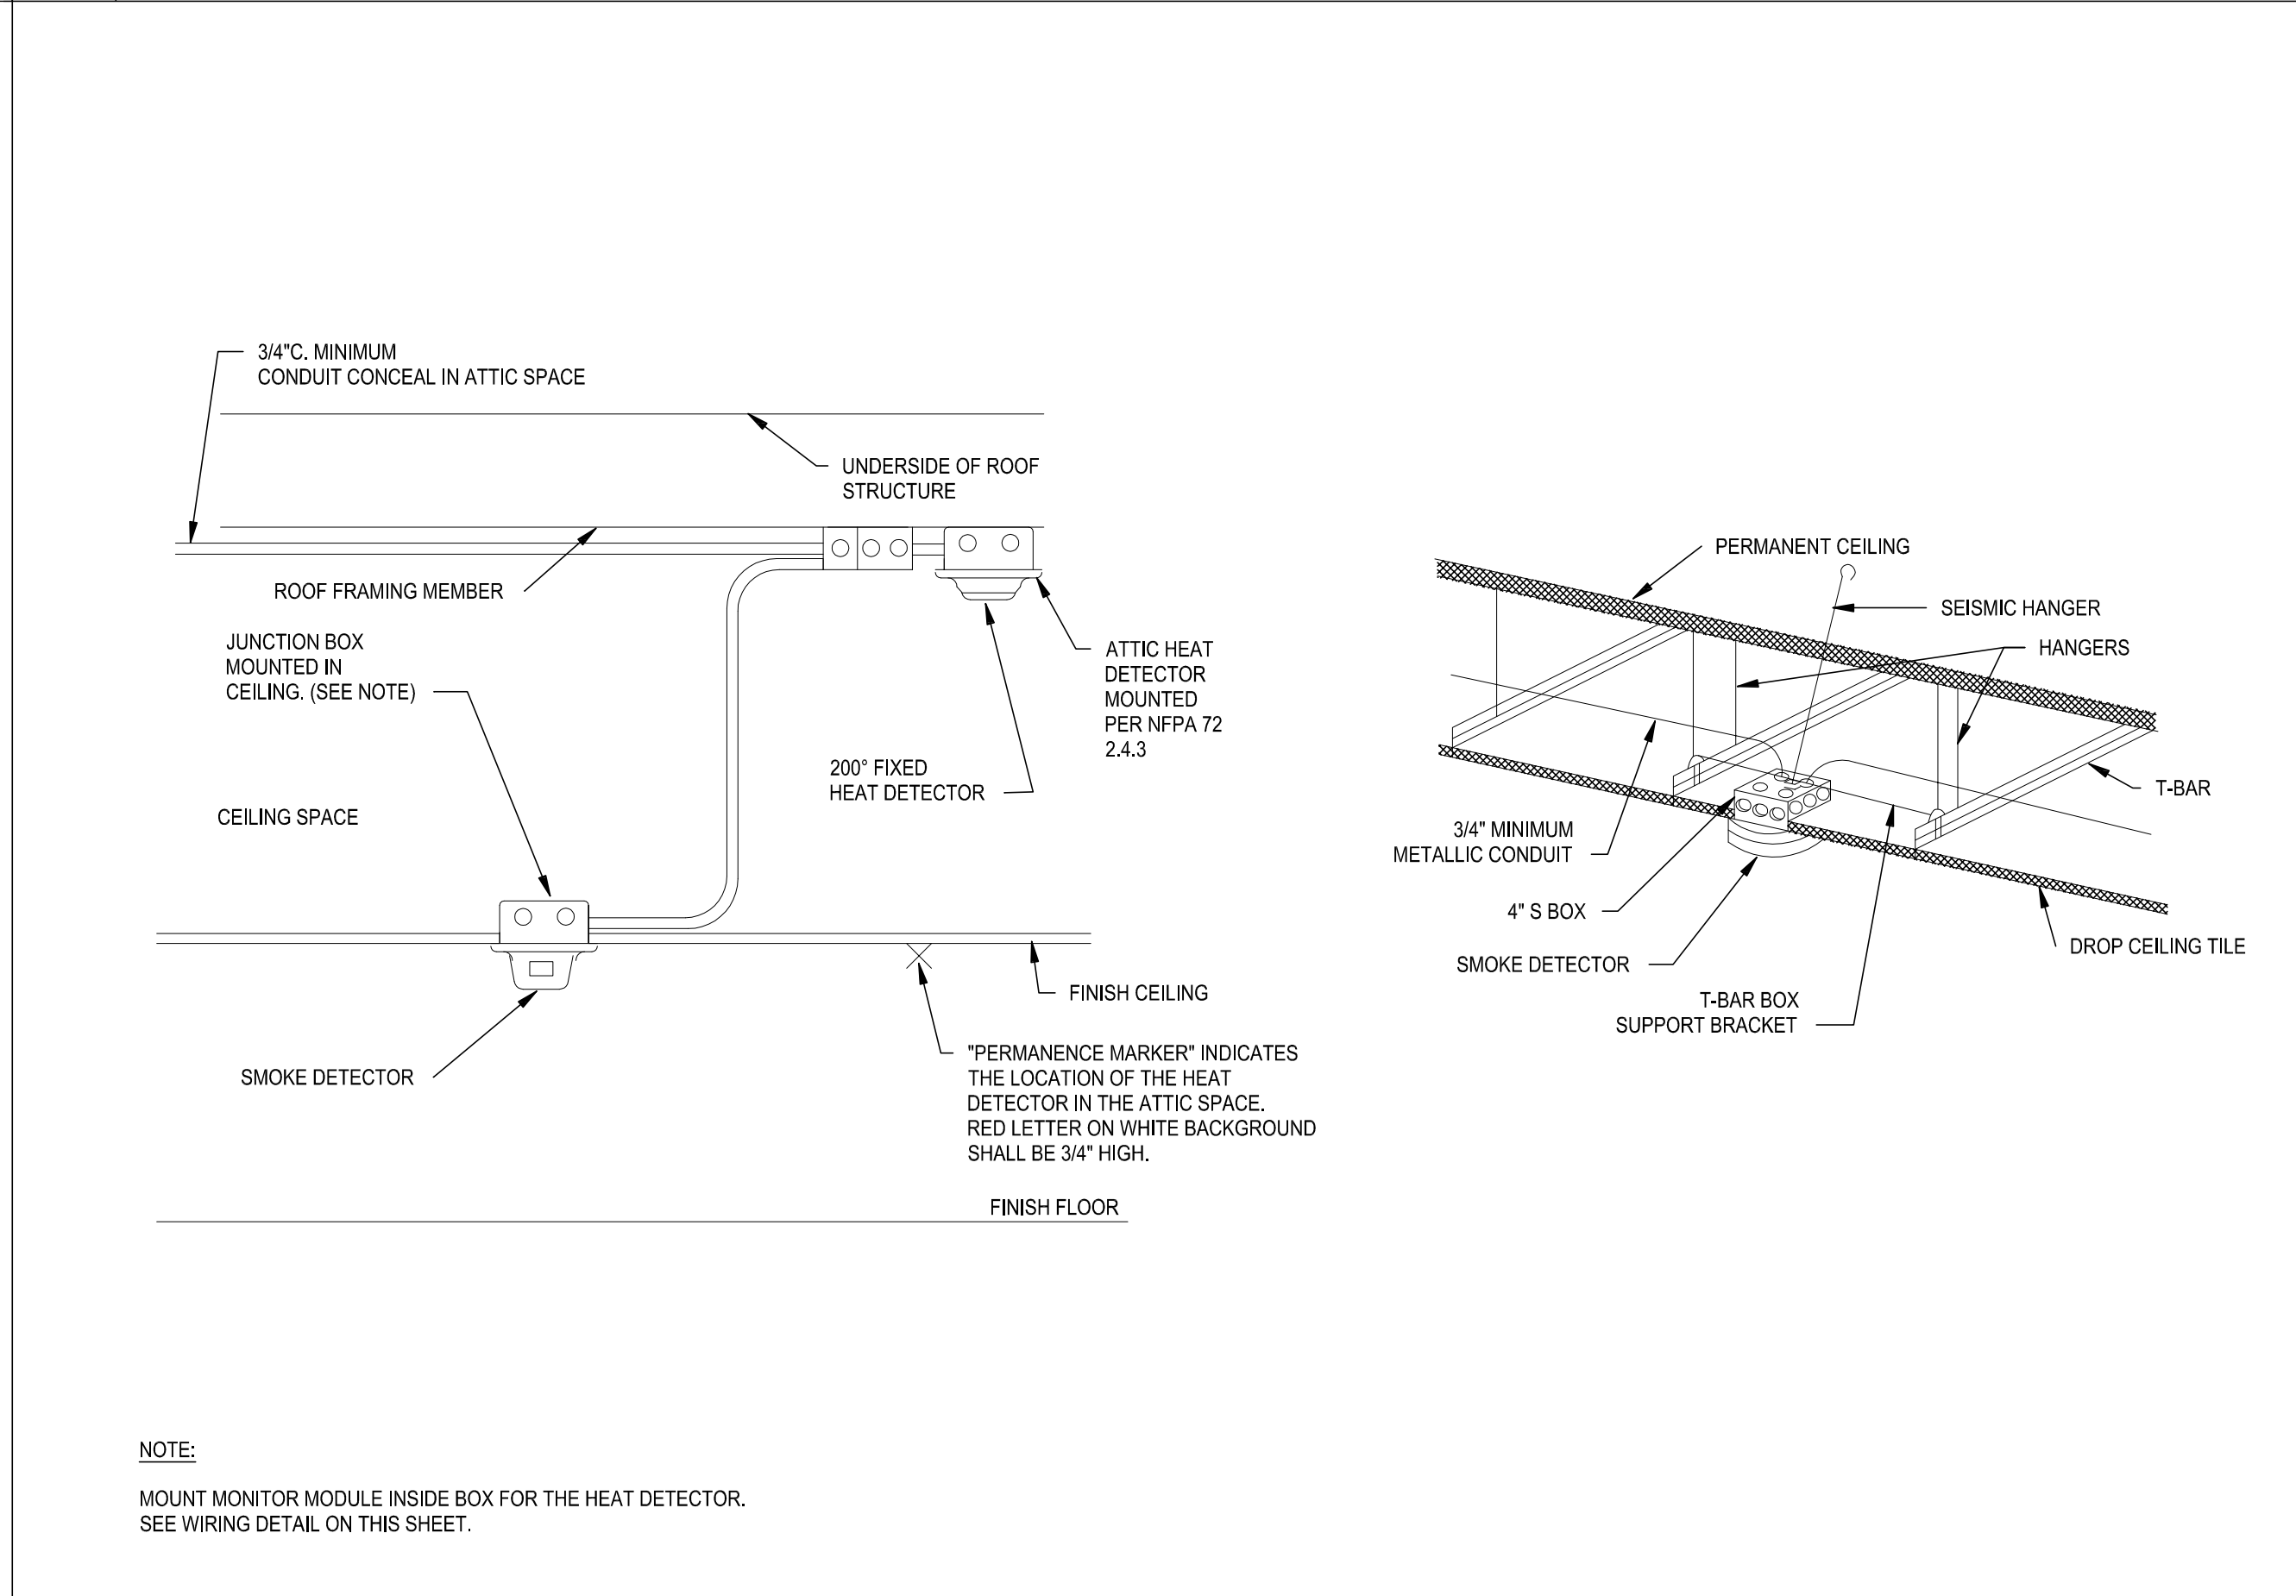 3/4"C. MINIMUM
CONDUIT CONCEAL IN ATTIC SPACE
UNDERSIDE OF ROOF
STRUCTURE
ROOF FRAMING MEMBER
JUNCTION BOX
MOUNTED IN
CEILING. (SEE NOTE)
ATTIC HEAT
DETECTOR
MOUNTED
PER NFPA 72
2.4.3
200° FIXED
HEAT DETECTOR
CEILING SPACE
FINISH CEILING
"PERMANENCE MARKER" INDICATES
THE LOCATION OF THE HEAT
DETECTOR IN THE ATTIC SPACE.
RED LETTER ON WHITE BACKGROUND
SHALL BE 3/4" HIGH.
SMOKE DETECTOR
FINISH FLOOR
PERMANENT CEILING
SEISMIC HANGER
HANGERS
T-BAR
3/4" MINIMUM
METALLIC CONDUIT
4" S BOX
SMOKE DETECTOR
DROP CEILING TILE
T-BAR BOX
SUPPORT BRACKET
NOTE:
MOUNT MONITOR MODULE INSIDE BOX FOR THE HEAT DETECTOR.
SEE WIRING DETAIL ON THIS SHEET.